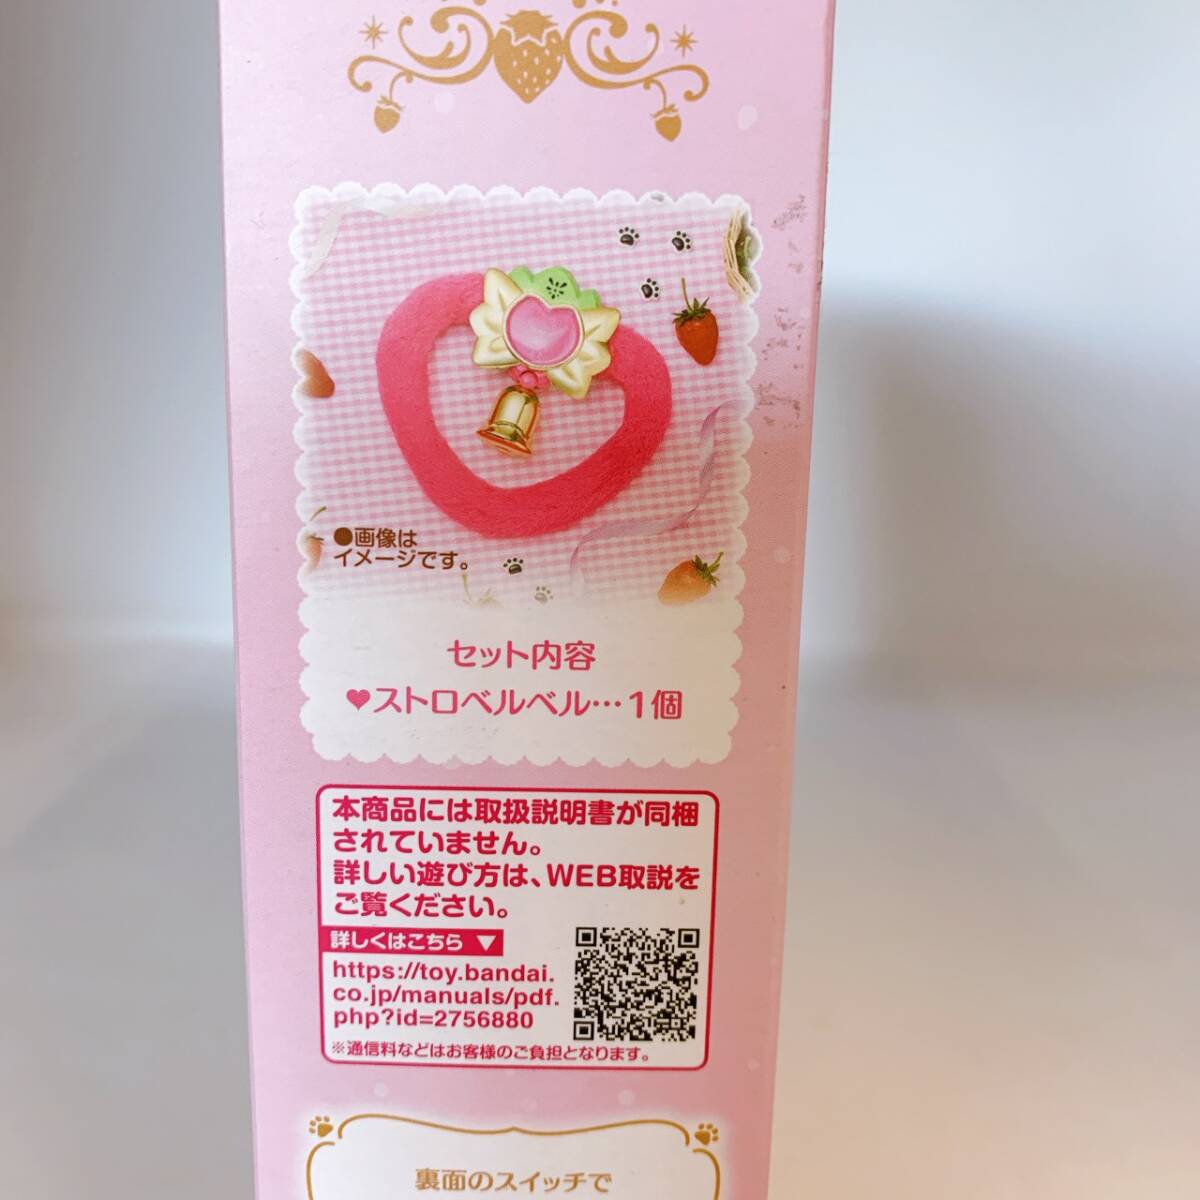 ●画像は
イメージです。
セット内容
♥ストロベルベル…1個
本商品には取扱説明書が同梱
されていません。
詳しい遊び方は、WEB取説を
ご覧ください。
詳しくはこちら ▼
https://toy.bandai.
co.jp/manuals/pdf.
php?id=2756880
※通信料などはお客様のご負担となります。
裏面のスイッチで